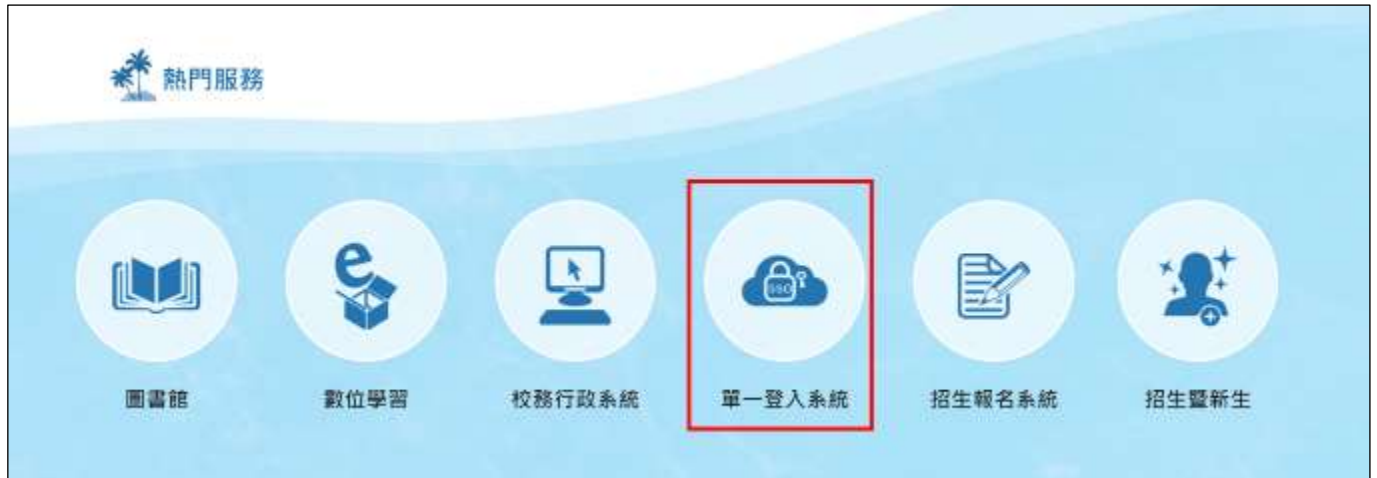 熱門服務
e
SSO
圖書館
數位學習
校務行政系統
單一登入系統
招生報名系統
招生暨新生